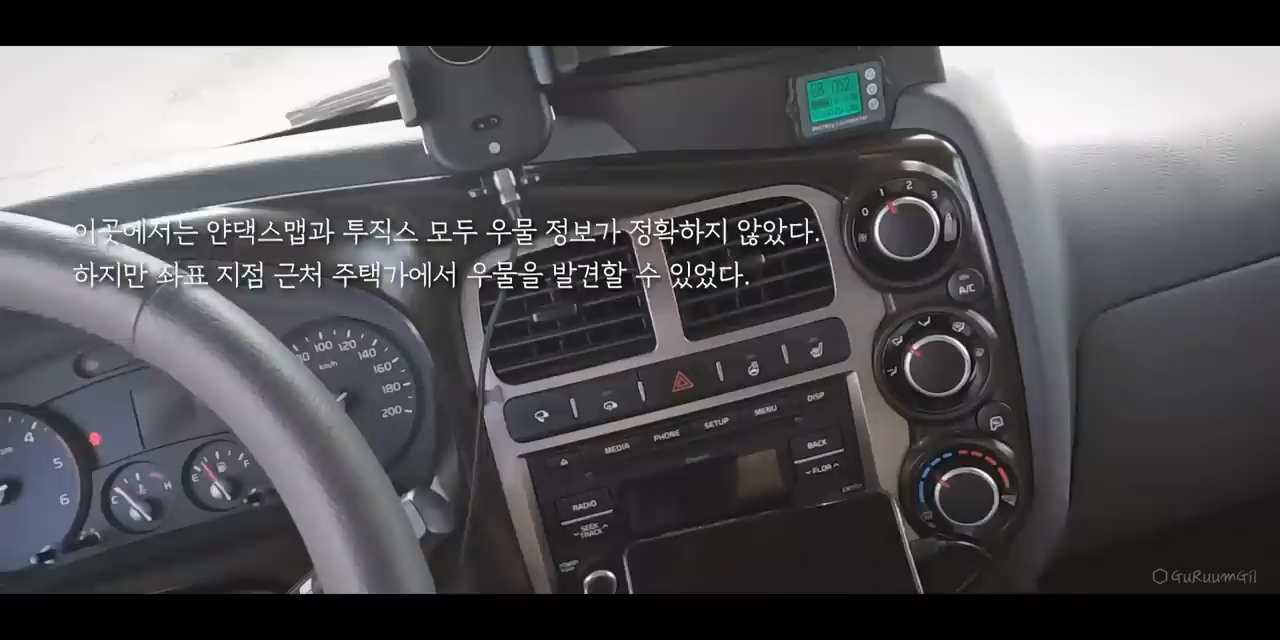 이곳에서는 얀댁스맵과 투직스 모두 우물 정보가 정확하지 않았다.
하지만 좌표 지점 근처 주택가에서 우물을 발견할 수 있었다.
0 1 2 3
A/C
80 100 120 140 160 180 200
km/h
4 5 6
C H
E F
MEDIA PHONE SETUP MENU DISP
RADIO
SEEK
TRACK
BACK
FLDR
POWER
GuRuumGil